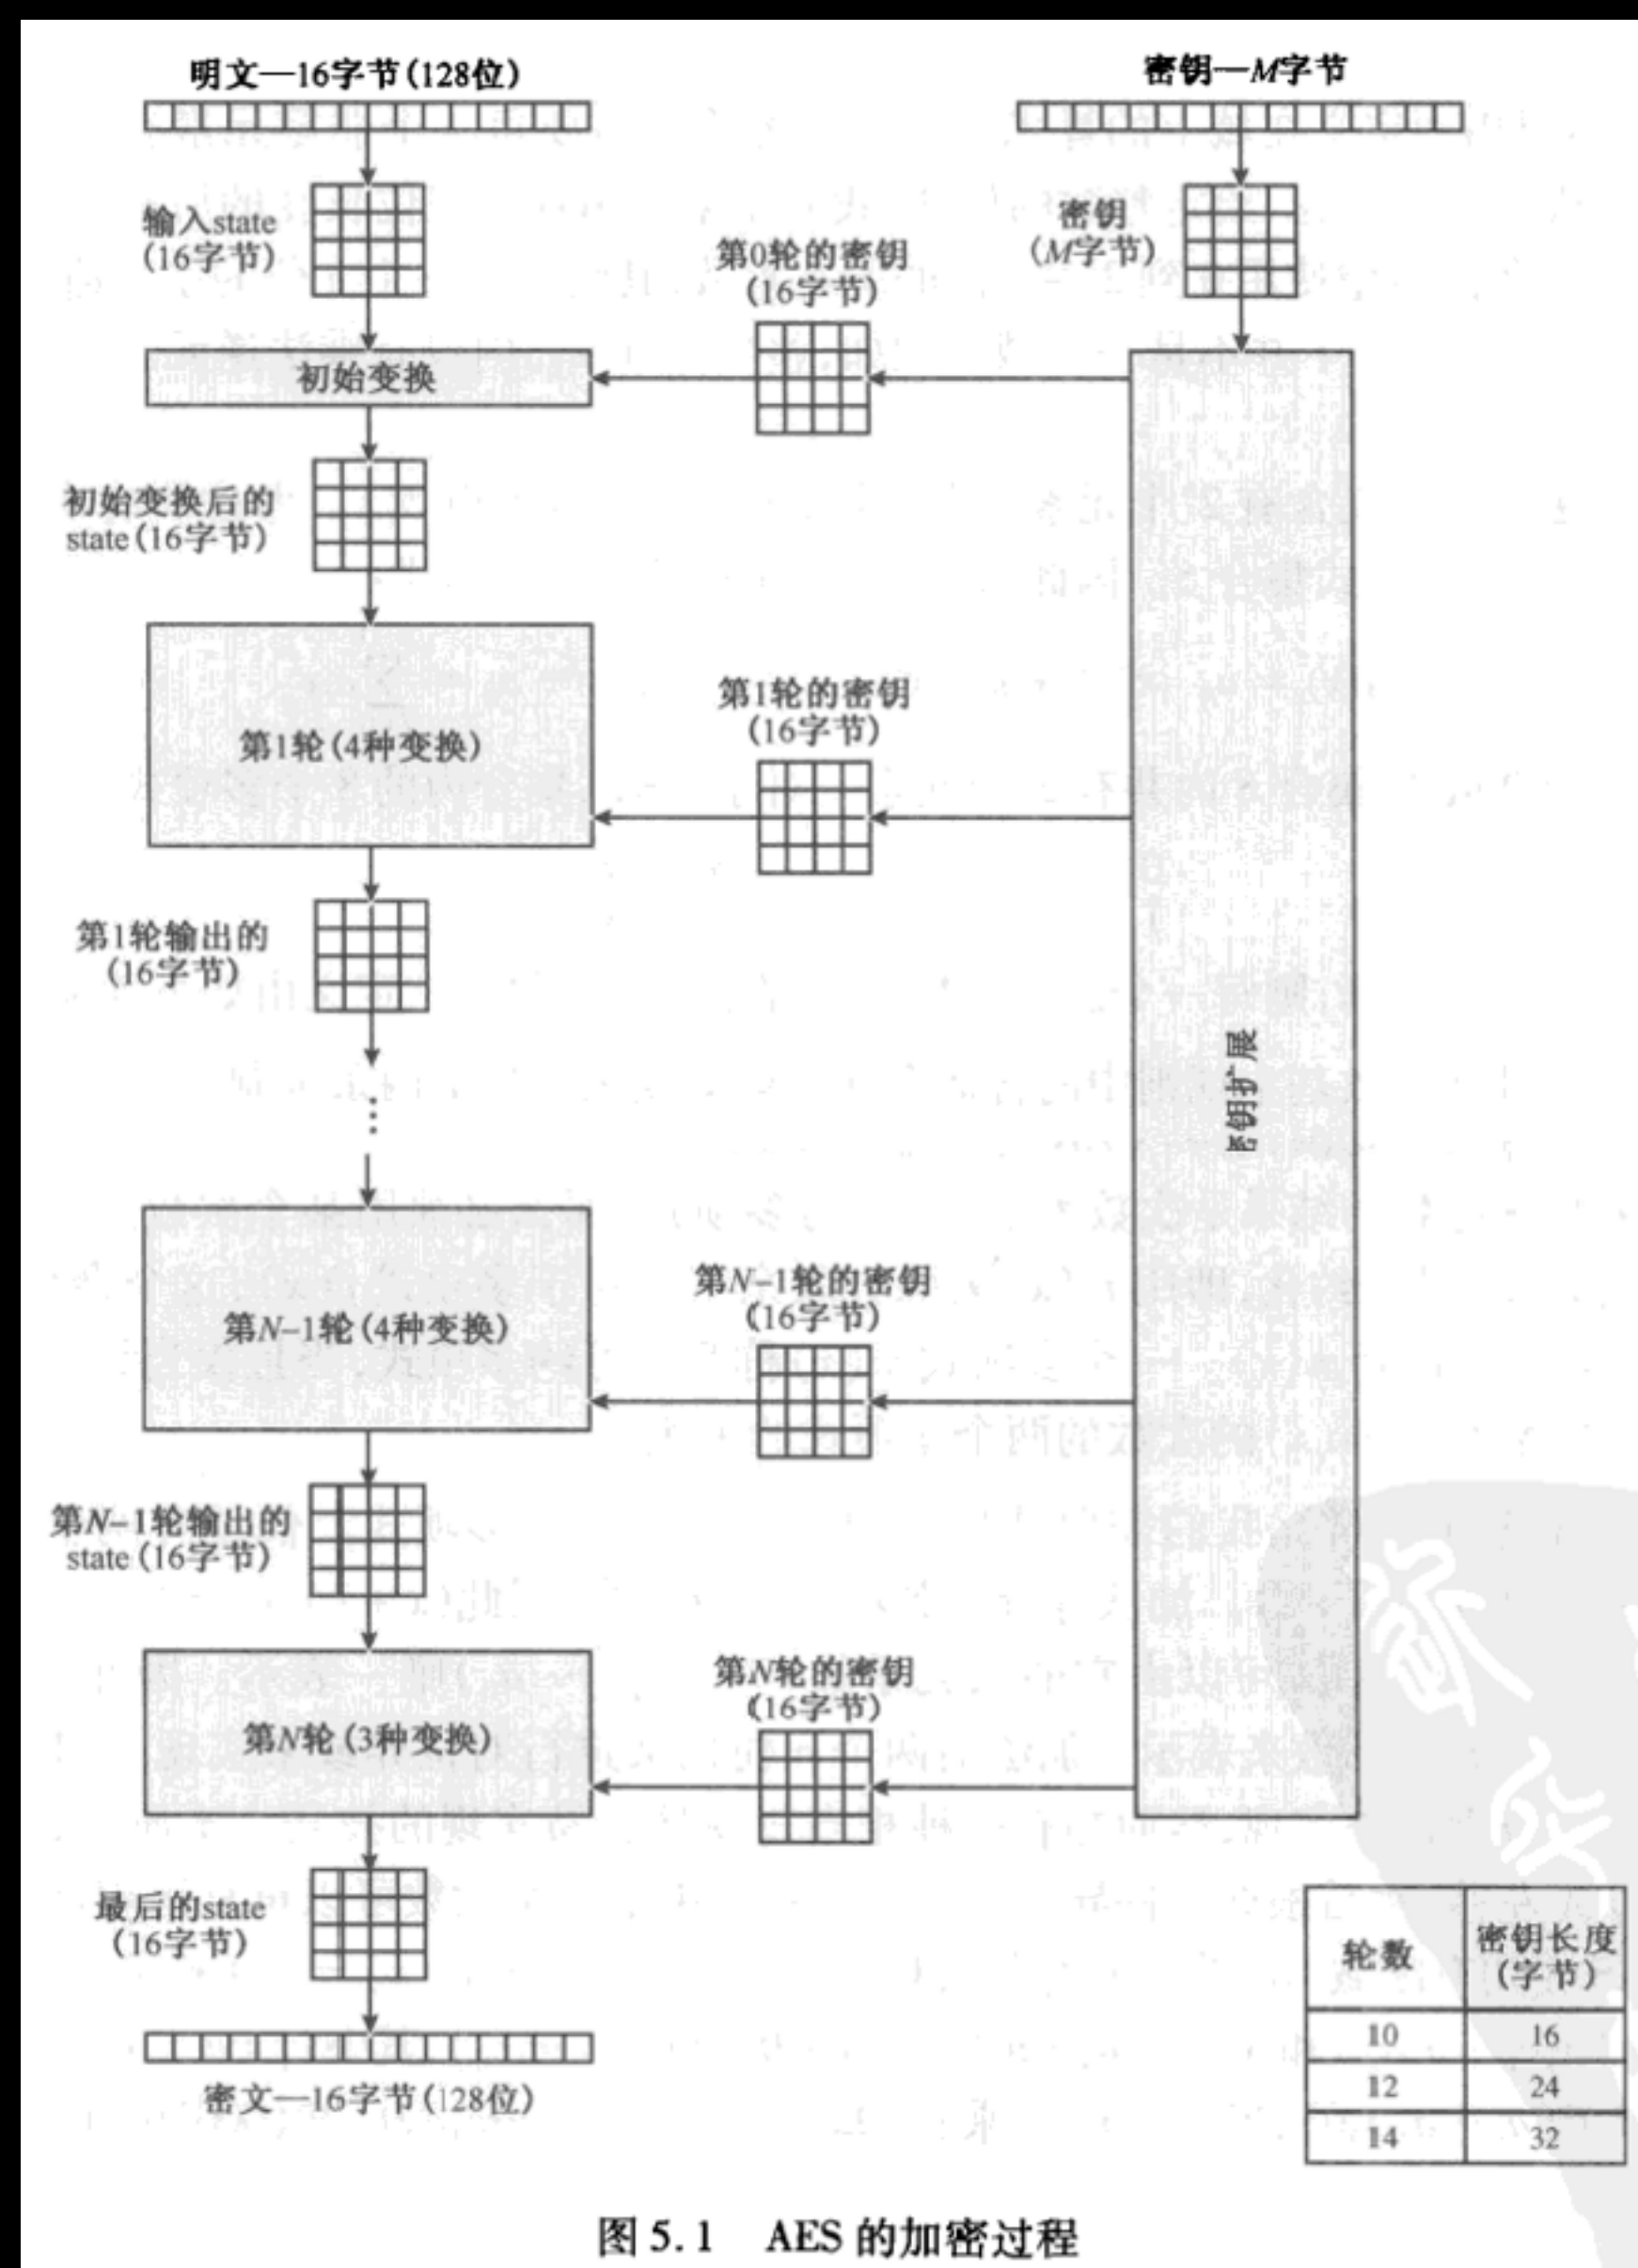 明文—16字节(128位)
密钥—M字节
输入state
(16字节)
密钥
(M字节)
第0轮的密钥
(16字节)
初始变换
初始变换后的
state(16字节)
第1轮(4种变换)
第1轮的密钥
(16字节)
第1轮输出的
(16字节)
密钥扩展
⋮
第N–1轮(4种变换)
第N–1轮的密钥
(16字节)
第N–1轮输出的
state(16字节)
第N轮(3种变换)
第N轮的密钥
(16字节)
最后的state
(16字节)
密文—16字节(128位)
轮数
密钥长度
(字节)
10 16
12 24
14 32
图 5.1 AES 的加密过程